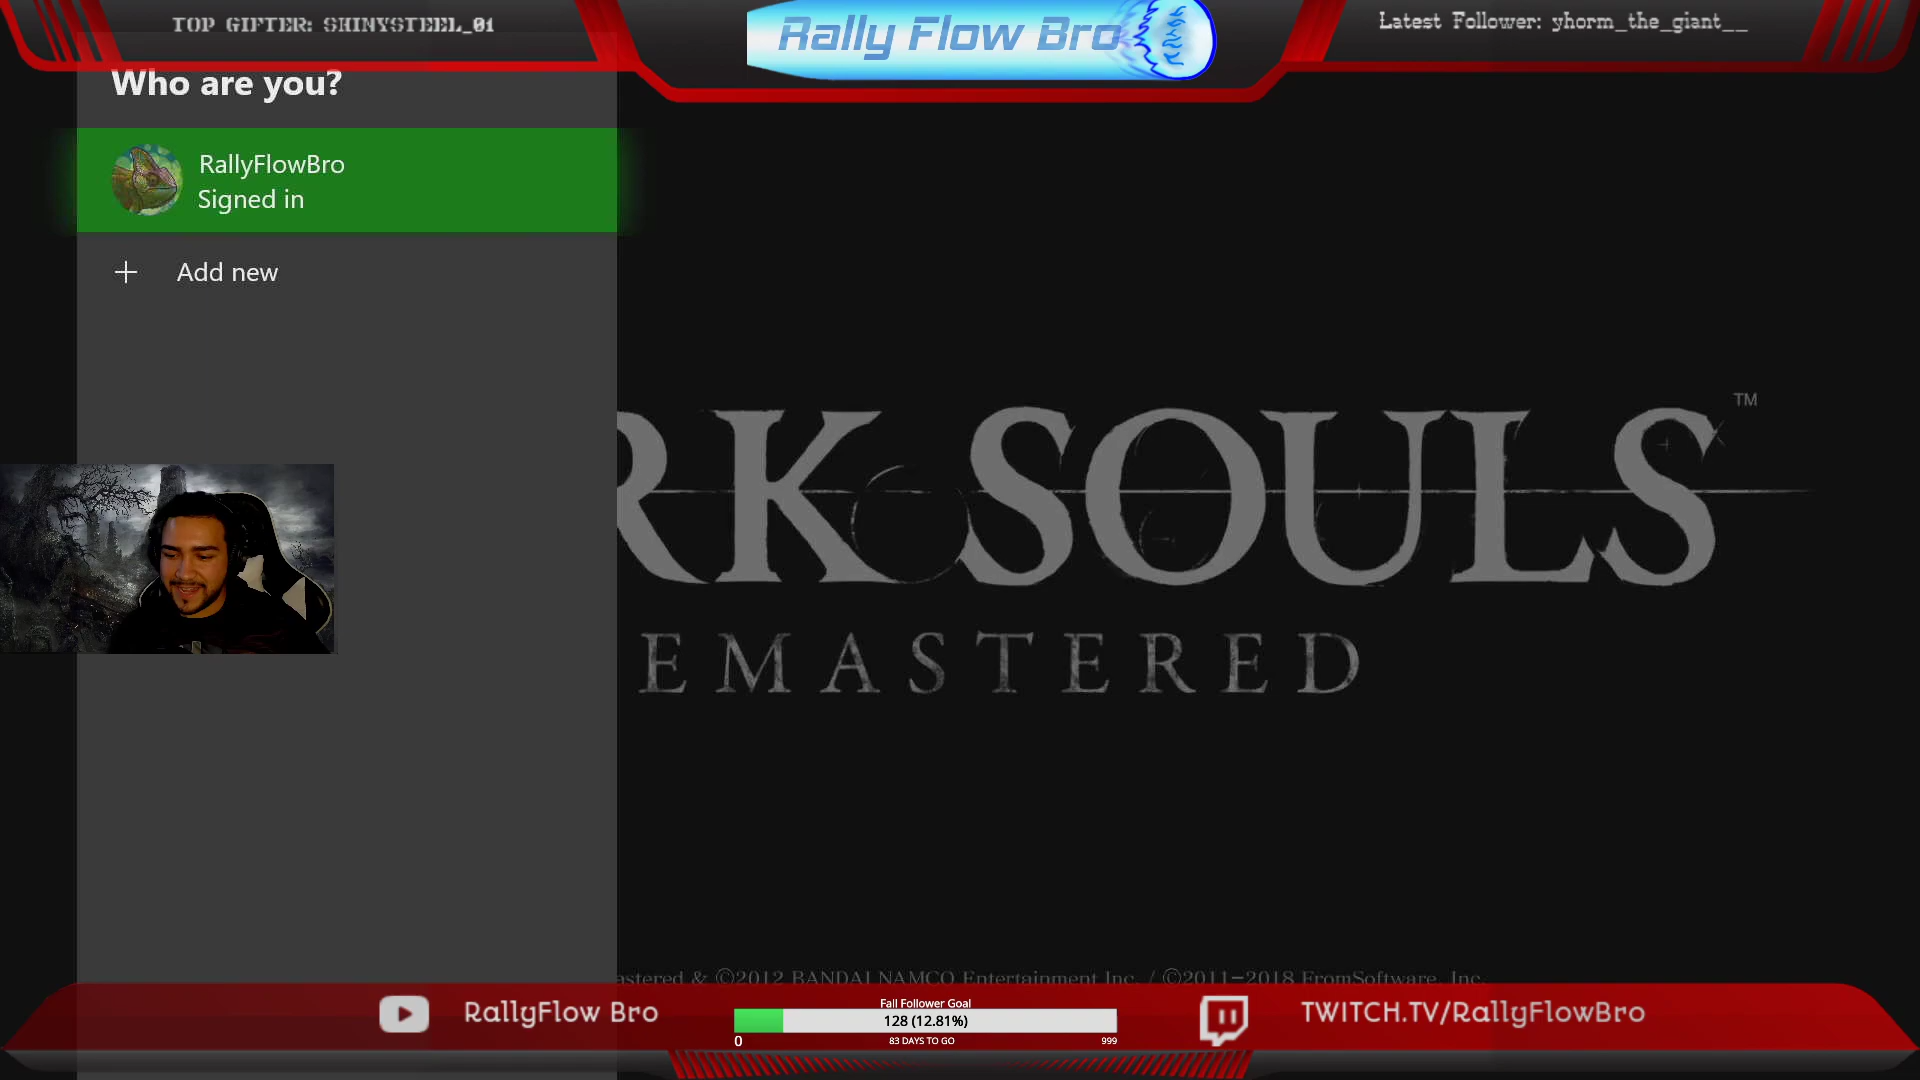 TOP GIFTER: SHINYSTEEL_01
Rally Flow Bro
Latest Follower: yhorm_the_giant__
Who are you?
RallyFlowBro
Signed in
+ Add new
RK SOULS™
EMASTERED
astered & ©2012 BANDAI NAMCO Entertainment Inc. / ©2011-2018 FromSoftware, Inc.
RallyFlow Bro
Fall Follower Goal
128 (12.81%)
0 83 DAYS TO GO 999
TWITCH.TV/RallyFlowBro